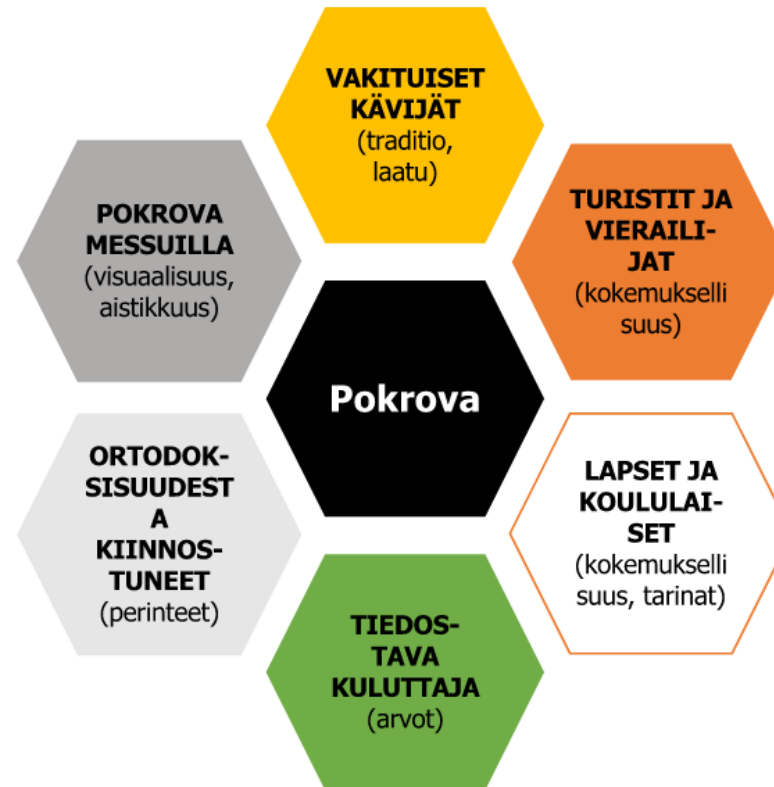 VAKITUISET
KÄVIJÄT
(traditio,
laatu)
POKROVA
MESSUILLA
(visuaalisuus,
aistikkuus)
TURISTIT JA
VIERAILI-
JAT
(kokemukselli
suus)
Pokrova
ORTODOK-
SISUUDEST
A
KIINNOS-
TUNEET
(perinteet)
LAPSET JA
KOULULAI-
SET
(kokemukselli
suus, tarinat)
TIEDOS-
TAVA
KULUTTAJA
(arvot)